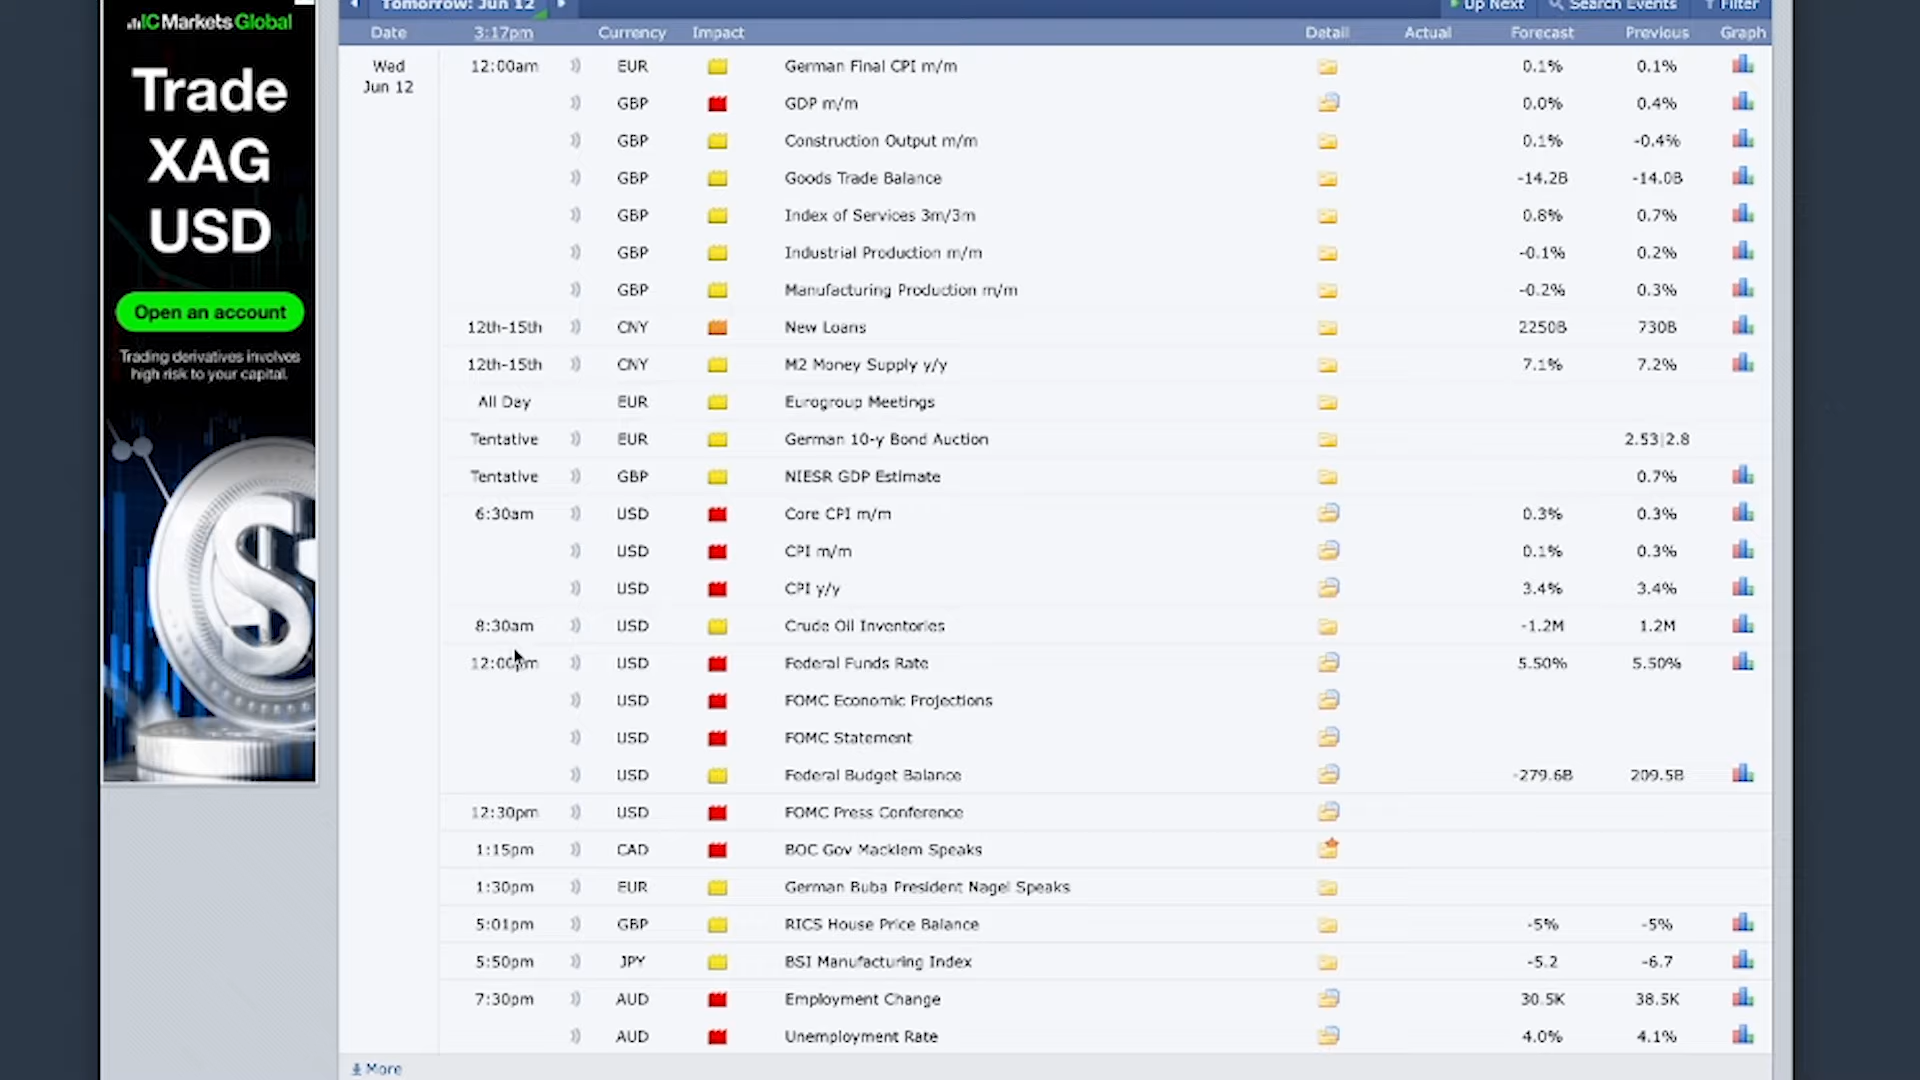 IC Markets Global
Trade
XAG
USD
Open an account
Trading derivatives involves
high risk to your capital.
Tomorrow: Jun 12 Up Next Search Events Filter
Date 3:17pm Currency Impact Detail Actual Forecast Previous Graph
Wed 12:00am EUR German Final CPI m/m 0.1% 0.1%
Jun 12
GBP GDP m/m 0.0% 0.4%
GBP Construction Output m/m 0.1% -0.4%
GBP Goods Trade Balance -14.2B -14.0B
GBP Index of Services 3m/3m 0.8% 0.7%
GBP Industrial Production m/m -0.1% 0.2%
GBP Manufacturing Production m/m -0.2% 0.3%
12th-15th CNY New Loans 2250B 730B
12th-15th CNY M2 Money Supply y/y 7.1% 7.2%
All Day EUR Eurogroup Meetings
Tentative EUR German 10-y Bond Auction 2.53|2.8
Tentative GBP NIESR GDP Estimate 0.7%
6:30am USD Core CPI m/m 0.3% 0.3%
USD CPI m/m 0.1% 0.3%
USD CPI y/y 3.4% 3.4%
8:30am USD Crude Oil Inventories -1.2M 1.2M
12:00pm USD Federal Funds Rate 5.50% 5.50%
USD FOMC Economic Projections
USD FOMC Statement
USD Federal Budget Balance -279.6B 209.5B
12:30pm USD FOMC Press Conference
1:15pm CAD BOC Gov Macklem Speaks
1:30pm EUR German Buba President Nagel Speaks
5:01pm GBP RICS House Price Balance -5% -5%
5:50pm JPY BSI Manufacturing Index -5.2 -6.7
7:30pm AUD Employment Change 30.5K 38.5K
AUD Unemployment Rate 4.0% 4.1%
More